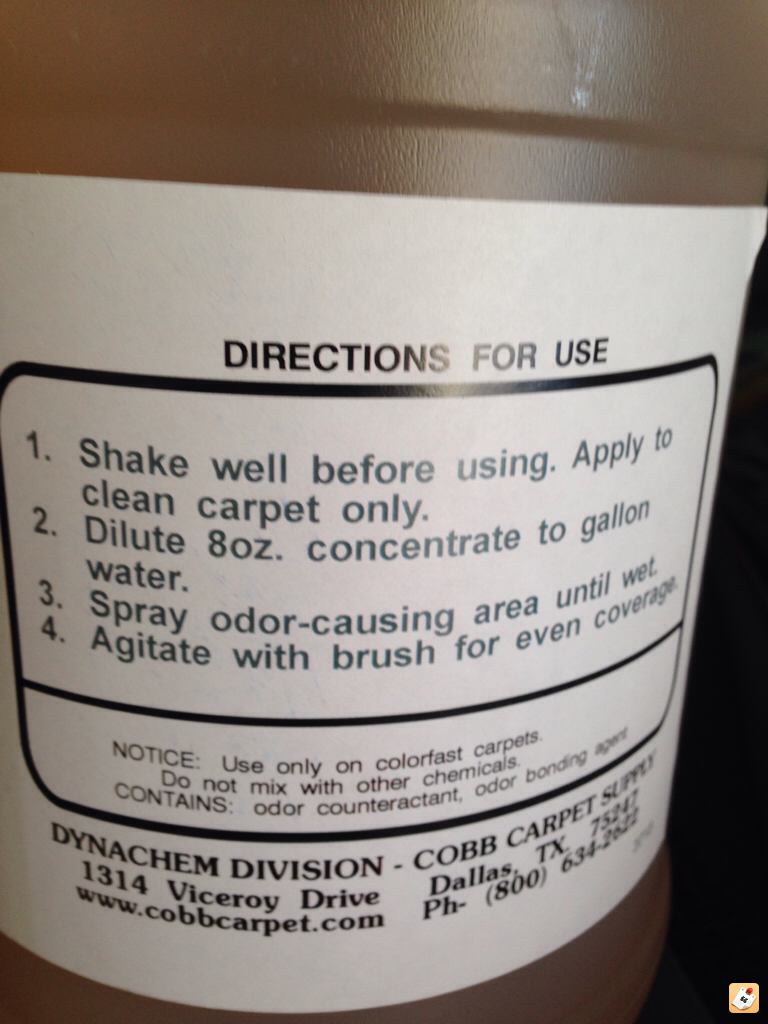 DIRECTIONS FOR USE
1. Shake well before using. Apply to
clean carpet only.
2. Dilute 8oz. concentrate to gallon
water.
3. Spray odor-causing area until wet.
4. Agitate with brush for even coverage.
NOTICE: Use only on colorfast carpets.
Do not mix with other chemicals.
CONTAINS: odor counteractant, odor bonding agent
DYNACHEM DIVISION - COBB CARPET SUPPLY
1314 Viceroy Drive Dallas, TX. 75247
www.cobbcarpet.com Ph- (800) 634-2622